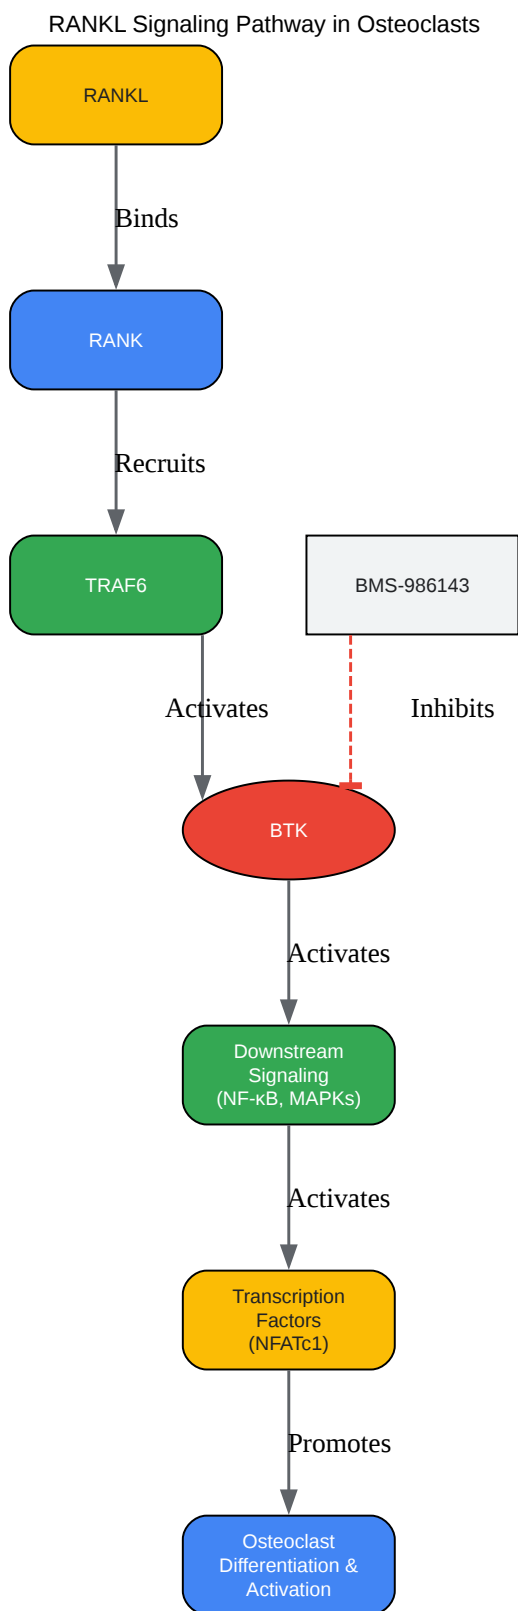 RANKL Signaling Pathway in Osteoclasts
RANKL
Binds
RANK
Recruits
TRAF6
BMS-986143
Activates
Inhibits
BTK
Activates
Downstream
Signaling
(NF-κB, MAPKs)
Activates
Transcription
Factors
(NFATc1)
Promotes
Osteoclast
Differentiation &
Activation